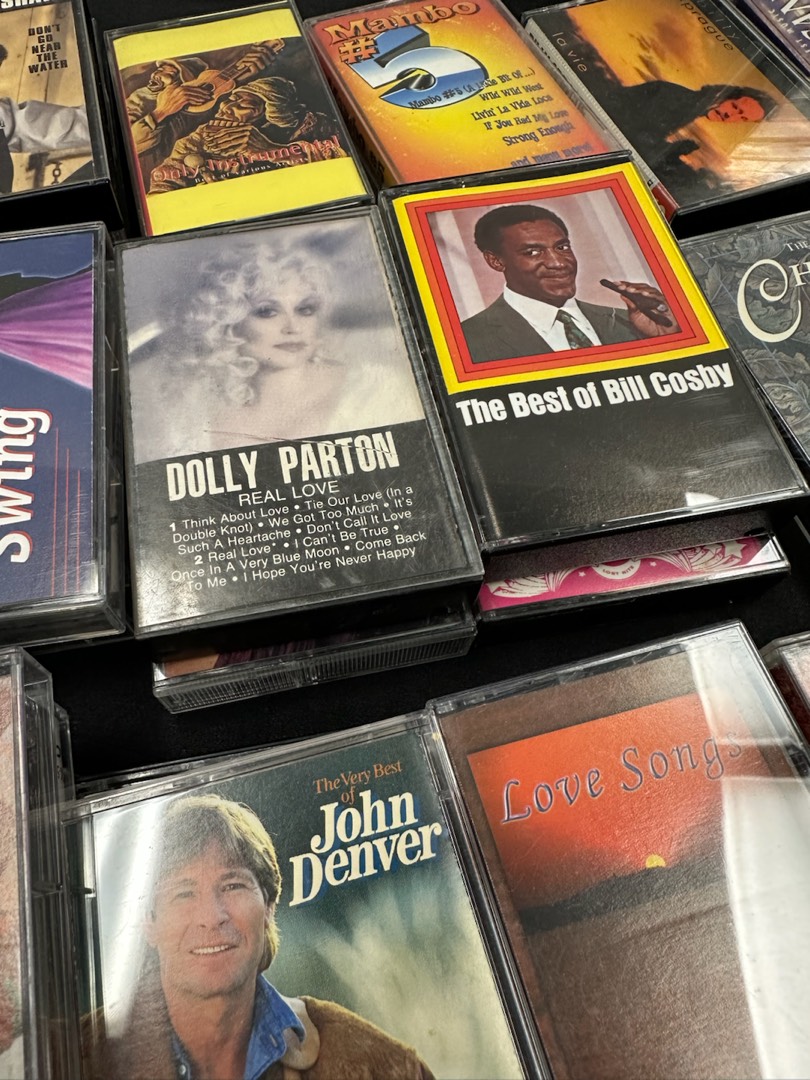 DON'T
GO
NEAR
THE
WATER
Only Instrumental
Mambo
#5
Mambo #5 (A Little Bit Of...)
Wild Wild West
Livin' La Vida Loca
If You Had My Love
Strong Enough
and many more!
la vie
prague
Swing
DOLLY PARTON
REAL LOVE
1 Think About Love • Tie Our Love (In a
Double Knot) • We Got Too Much • It's
Such A Heartache • Don't Call It Love
2 Real Love* • I Can't Be True •
Once In A Very Blue Moon • Come Back
To Me • I Hope You're Never Happy
The Best of Bill Cosby
The Very Best
of
John
Denver
Love Songs